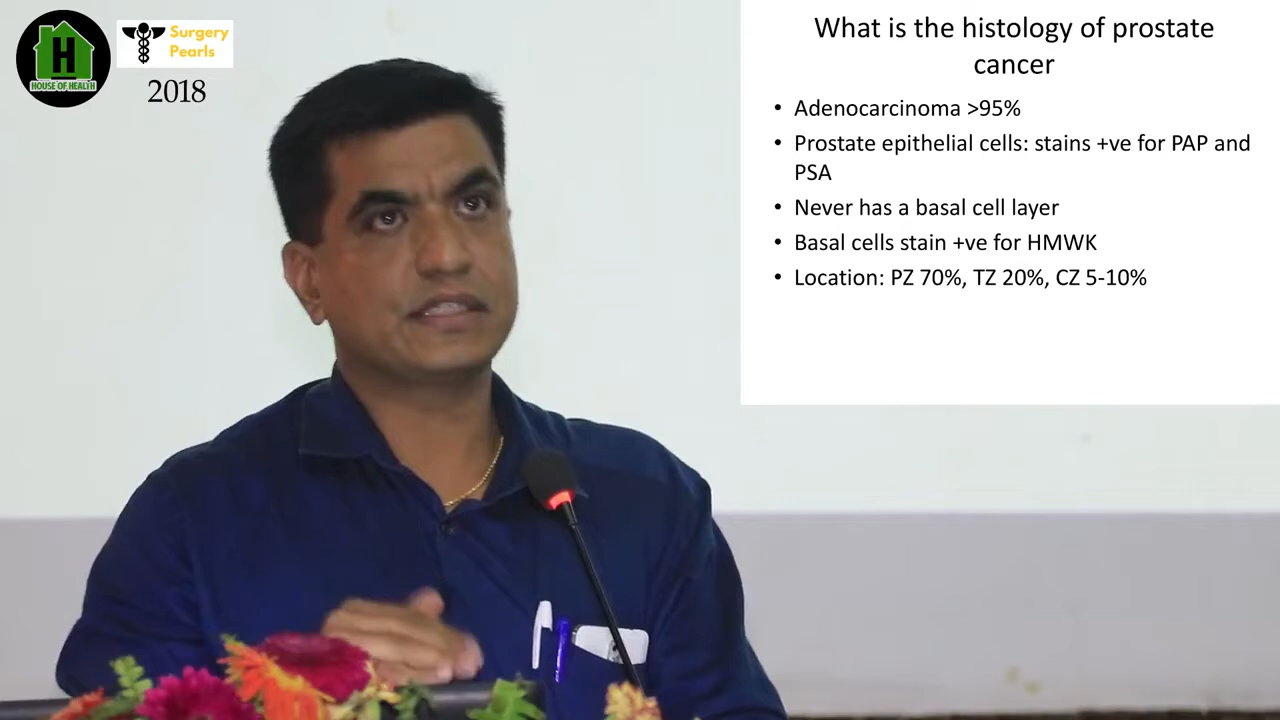 H
HOUSE OF HEALTH
Surgery
Pearls
2018
What is the histology of prostate
cancer
• Adenocarcinoma >95%
• Prostate epithelial cells: stains +ve for PAP and
PSA
• Never has a basal cell layer
• Basal cells stain +ve for HMWK
• Location: PZ 70%, TZ 20%, CZ 5-10%